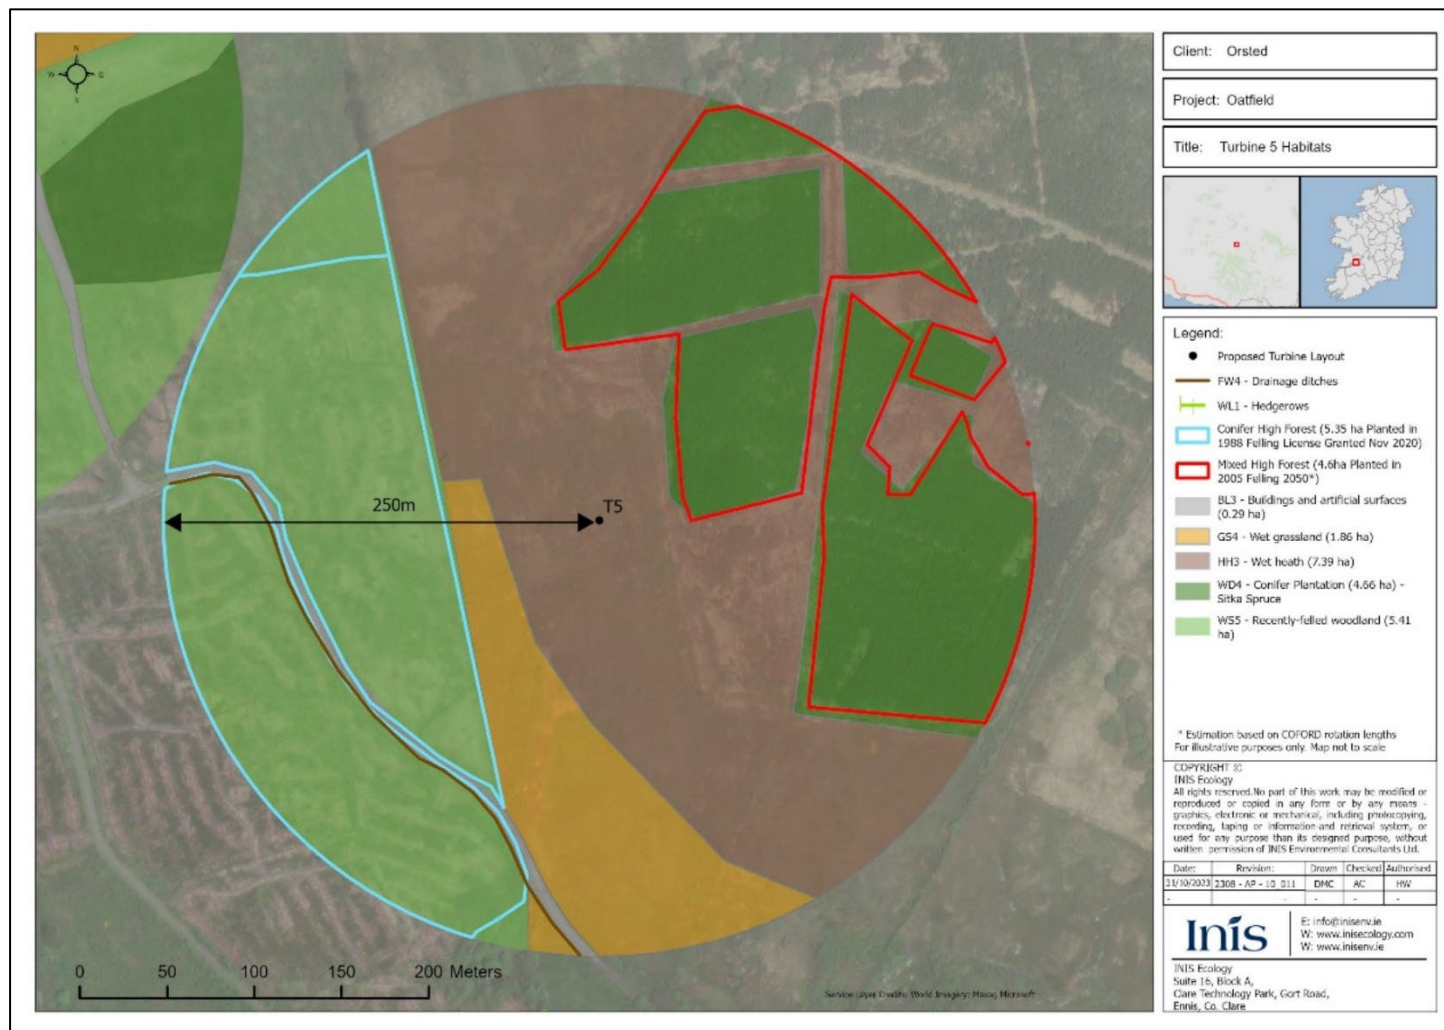 N
W E
S
250m
T5
0 50 100 150 200 Meters
Service Layer Credits: World Imagery: Maxar, Microsoft
Client: Orsted
Project: Oatfield
Title: Turbine 5 Habitats
Legend:
Proposed Turbine Layout
FW4 - Drainage ditches
WL1 - Hedgerows
Conifer High Forest (5.35 ha Planted in
1988 Felling License Granted Nov 2020)
Mixed High Forest (4.6ha Planted in
2005 Felling 2050*)
BL3 - Buildings and artificial surfaces
(0.29 ha)
GS4 - Wet grassland (1.86 ha)
HH3 - Wet heath (7.39 ha)
WD4 - Conifer Plantation (4.66 ha) -
Sitka Spruce
WS5 - Recently-felled woodland (5.41
ha)
* Estimation based on COFORD rotation lengths
For illustrative purposes only. Map not to scale
COPYRIGHT ©
INIS Ecology
All rights reserved.No part of this work may be modified or
reproduced or copied in any form or by any means -
graphics, electronic or mechanical, including photocopying,
recording, taping or information and retrieval system, or
used for any purpose than its designed purpose, without
written permission of INIS Environmental Consultants Ltd.
Date: Revision: Drawn Checked Authorised
31/10/2023 2308 - AP - 10_011 DMC AC HW
- - - - -
Inis
E: info@inisenv.ie
W: www.inisecology.com
W: www.inisenv.ie
INIS Ecology
Suite 16, Block A,
Clare Technology Park, Gort Road,
Ennis, Co. Clare